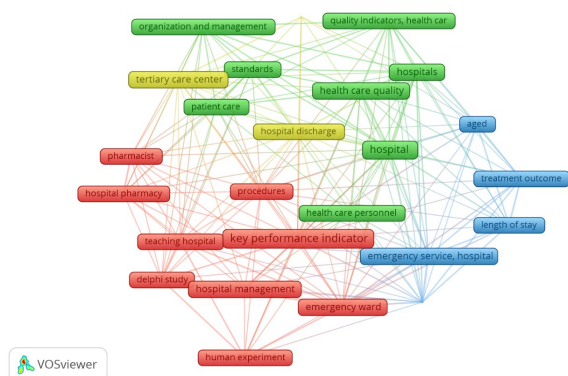 organization and management
quality indicators, health car
standards
hospitals
tertiary care center
health care quality
patient care
aged
hospital discharge
hospital
pharmacist
treatment outcome
hospital pharmacy
procedures
health care personnel
length of stay
teaching hospital
key performance indicator
emergency service, hospital
delphi study
hospital management
emergency ward
human experiment
VOSviewer